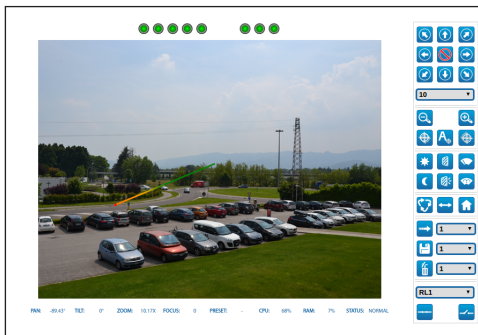 10
A
1
1
1
RL1
PAN: -89.43° TILT: 0° ZOOM: 10.17X FOCUS: 0 PRESET: - CPU: 68% RAM: 7% STATUS: NORMAL